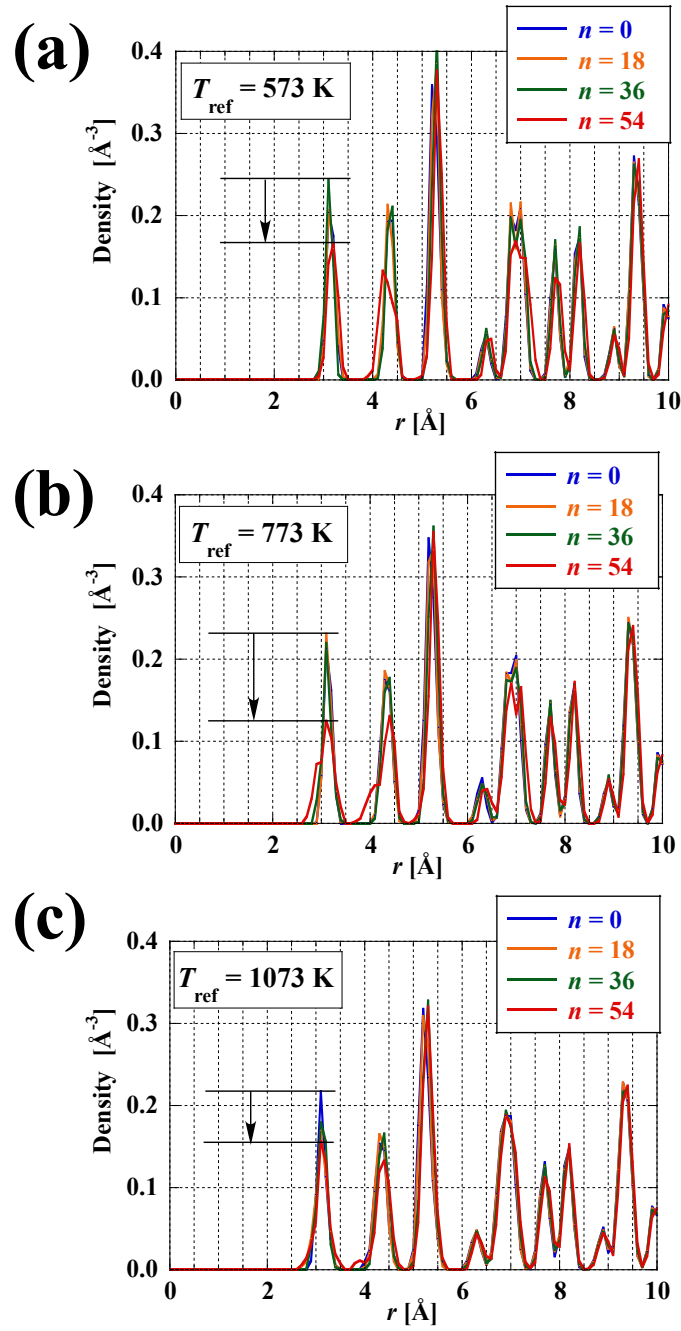 (a)
T_ref = 573 K
n = 0
n = 18
n = 36
n = 54
Density [Å⁻³]
0.4
0.3
0.2
0.1
0.0
0 2 4 6 8 10
r [Å]
(b)
T_ref = 773 K
n = 0
n = 18
n = 36
n = 54
Density [Å⁻³]
0.4
0.3
0.2
0.1
0.0
0 2 4 6 8 10
r [Å]
(c)
T_ref = 1073 K
n = 0
n = 18
n = 36
n = 54
Density [Å⁻³]
0.4
0.3
0.2
0.1
0.0
0 2 4 6 8 10
r [Å]